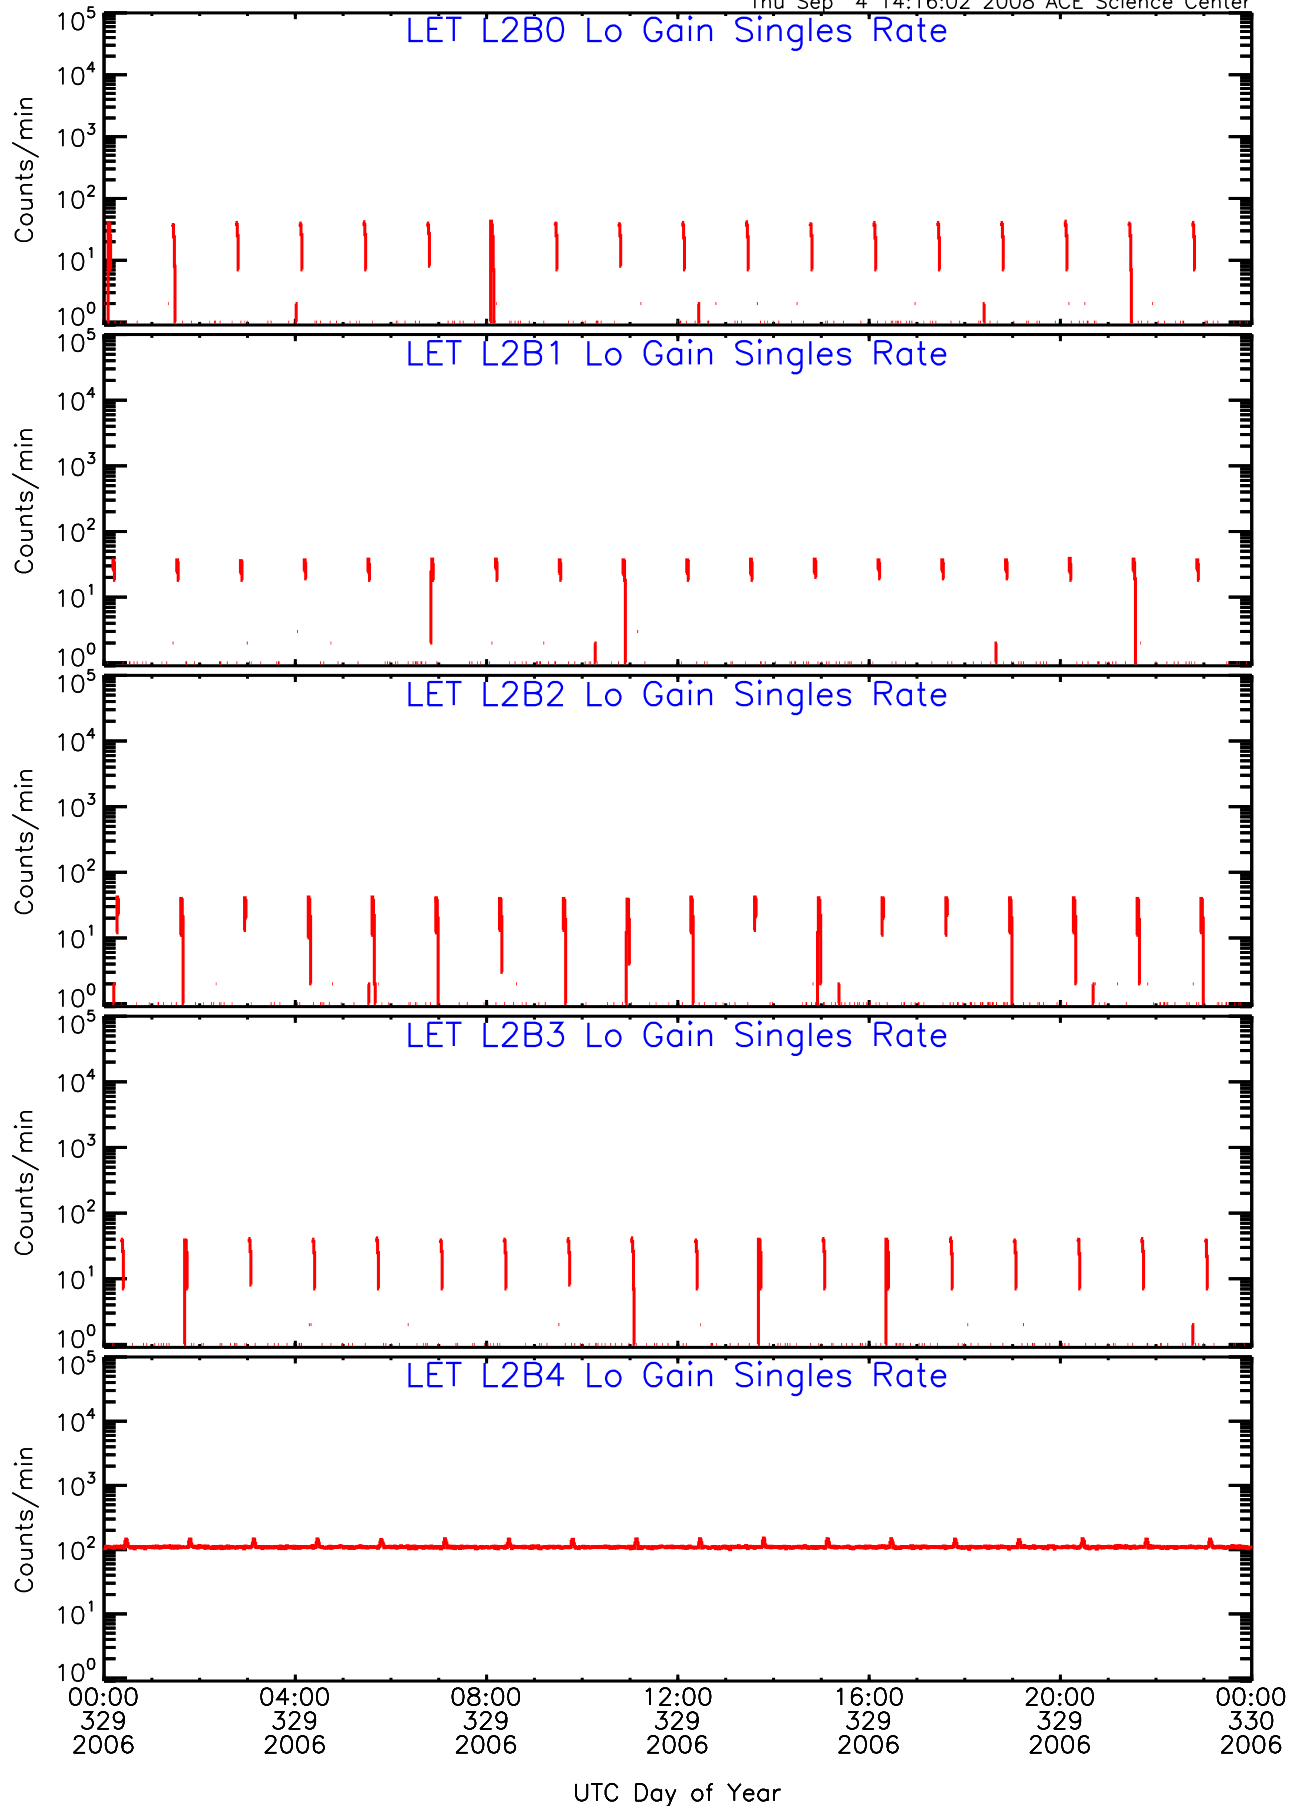 Thu Sep 4 14:16:02 2008 ACE Science Center
LET L2B0 Lo Gain Singles Rate
Counts/min
10^5
10^4
10^3
10^2
10^1
10^0
LET L2B1 Lo Gain Singles Rate
Counts/min
10^5
10^4
10^3
10^2
10^1
10^0
LET L2B2 Lo Gain Singles Rate
Counts/min
10^5
10^4
10^3
10^2
10^1
10^0
LET L2B3 Lo Gain Singles Rate
Counts/min
10^5
10^4
10^3
10^2
10^1
10^0
LET L2B4 Lo Gain Singles Rate
Counts/min
10^5
10^4
10^3
10^2
10^1
10^0
00:00 04:00 08:00 12:00 16:00 20:00 00:00
329 329 329 329 329 329 330
2006 2006 2006 2006 2006 2006 2006
UTC Day of Year